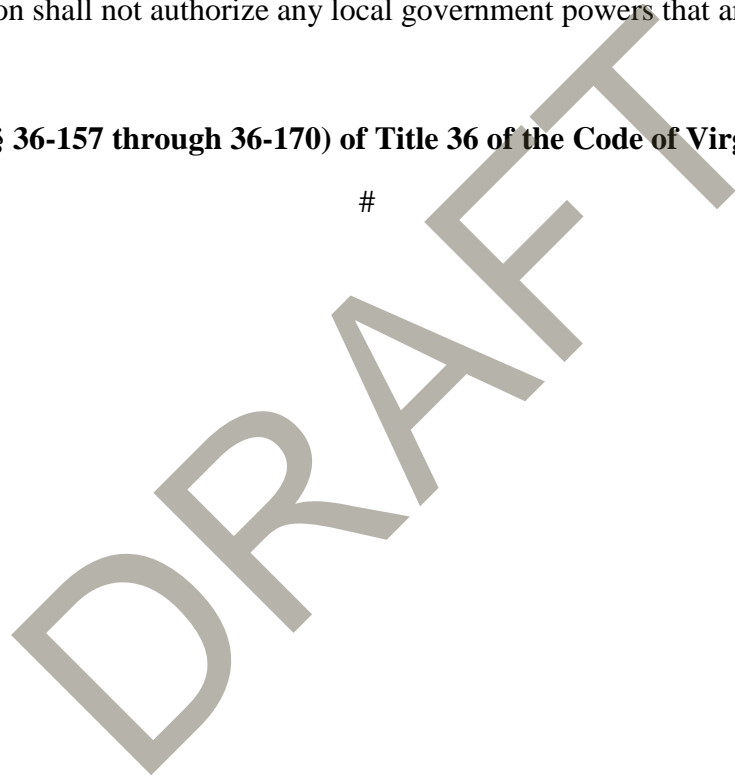 on shall not authorize any local government powers that a
§ 36-157 through 36-170) of Title 36 of the Code of Virg
#
DRAFT